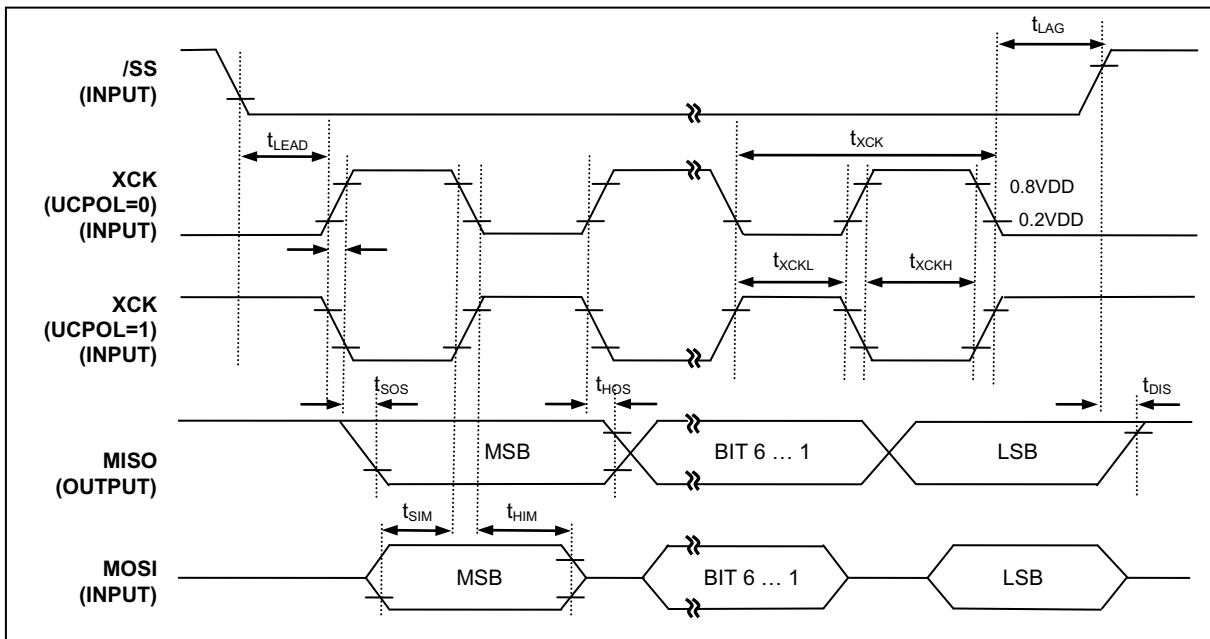 tLAG
/SS
(INPUT)
tLEAD
tXCK
XCK
(UCPOL=0)
(INPUT)
0.8VDD
0.2VDD
tXCKL
tXCKH
XCK
(UCPOL=1)
(INPUT)
tSOS
tHOS
tDIS
MISO
(OUTPUT)
MSB
BIT 6 … 1
LSB
tSIM
tHIM
MOSI
(INPUT)
MSB
BIT 6 … 1
LSB